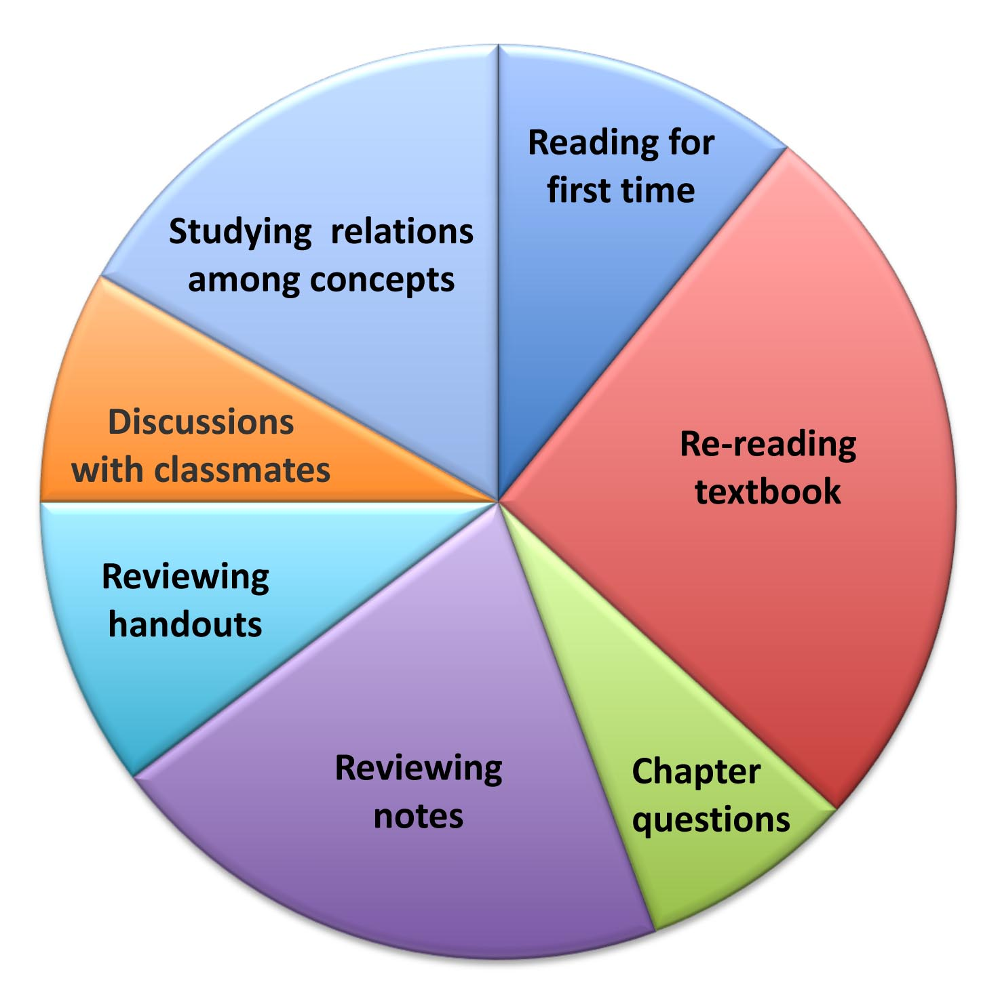 Reading for
first time
Studying  relations
among concepts
Re-reading
textbook
Discussions
with classmates
Reviewing
handouts
Reviewing
notes
Chapter
questions